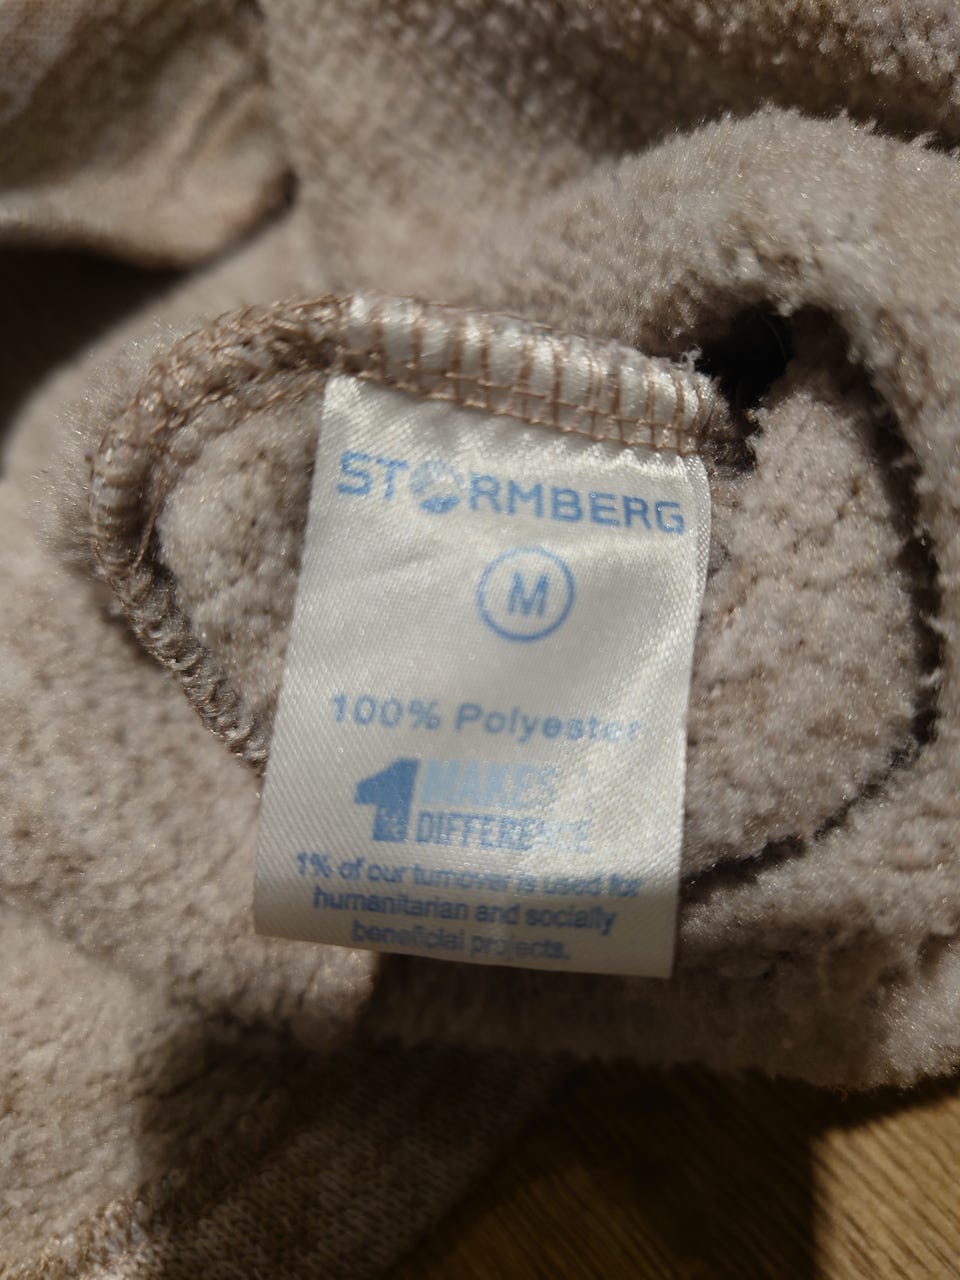 STORMBERG
M
100% Polyester
1 MAKES
DIFFERENCE
1% of our turnover is used for
humanitarian and socially
beneficial projects.